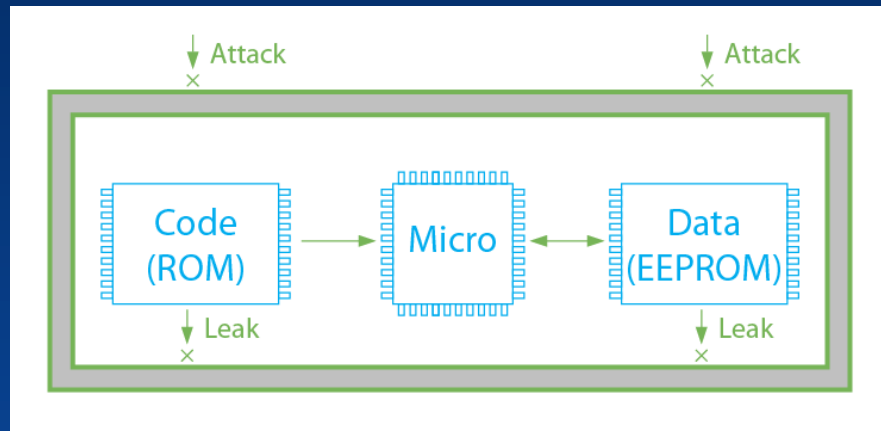 Attack
Attack
Code
(ROM)
Micro
Data
(EEPROM)
Leak
Leak